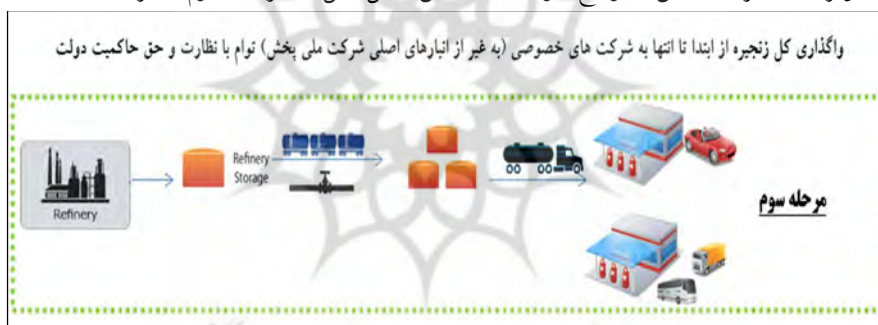 واگذاری کل زنجیره از ابتدا تا انتها به شرکت های خصوصی (به غیر از انبارهای اصلی شرکت ملی پخش) توام با نظارت و حق حاکمیت دولت
Refinery
Refinery
Storage
مرحله سوم